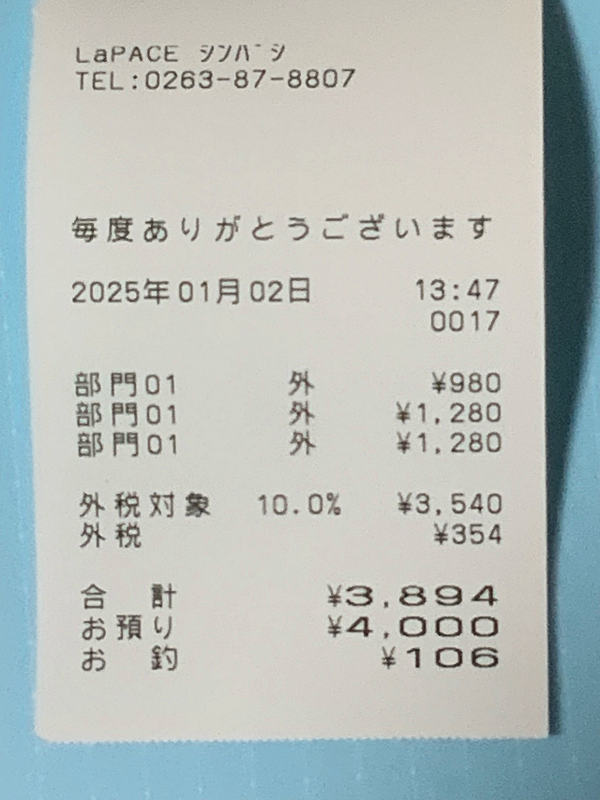 LaPACE ｼﾝﾊﾞｼ
TEL:0263-87-8807
毎度ありがとうございます
2025年01月02日 13:47
0017
部門01 外 ¥980
部門01 外 ¥1,280
部門01 外 ¥1,280
外税対象 10.0% ¥3,540
外税 ¥354
合 計 ¥3,894
お預り ¥4,000
お 釣 ¥106